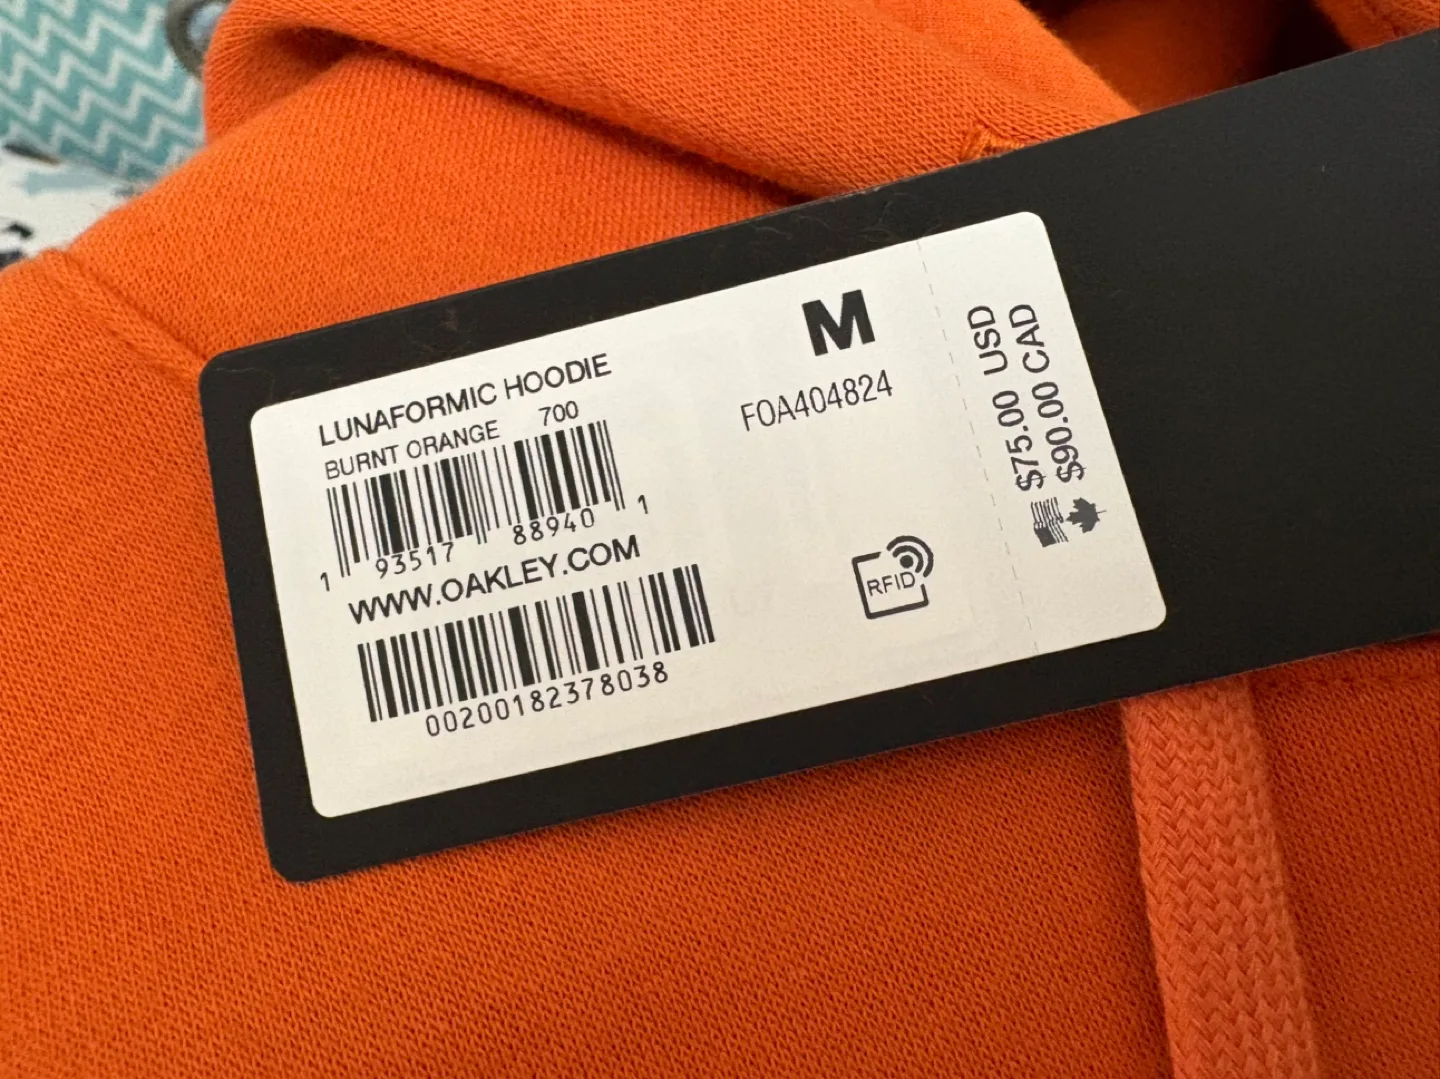 LUNAFORMIC HOODIE
BURNT ORANGE 700
1 93517 88940 1
WWW.OAKLEY.COM
00200182378038
M
FOA404824
RFID
$75.00 USD
$90.00 CAD